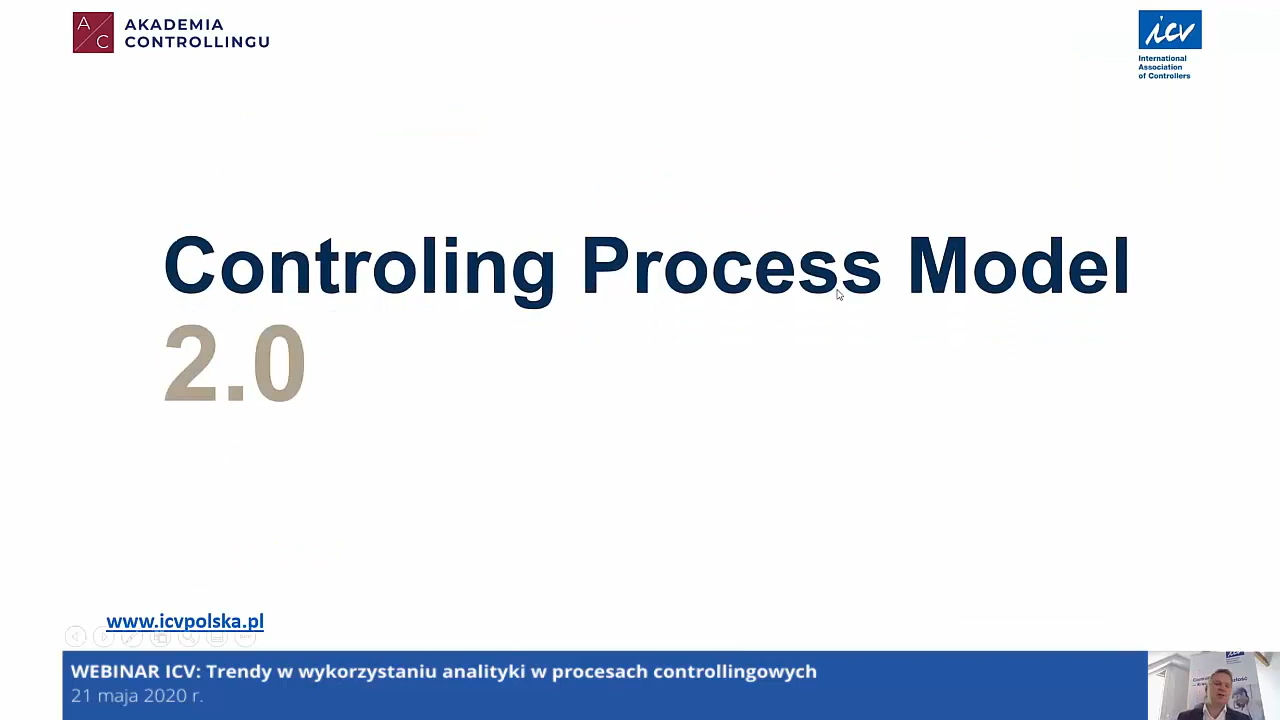 A
C
AKADEMIA
CONTROLLINGU
icv
International
Association
of Controllers
Controling Process Model
2.0
www.icvpolska.pl
WEBINAR ICV: Trendy w wykorzystaniu analityki w procesach controllingowych
21 maja 2020 r.